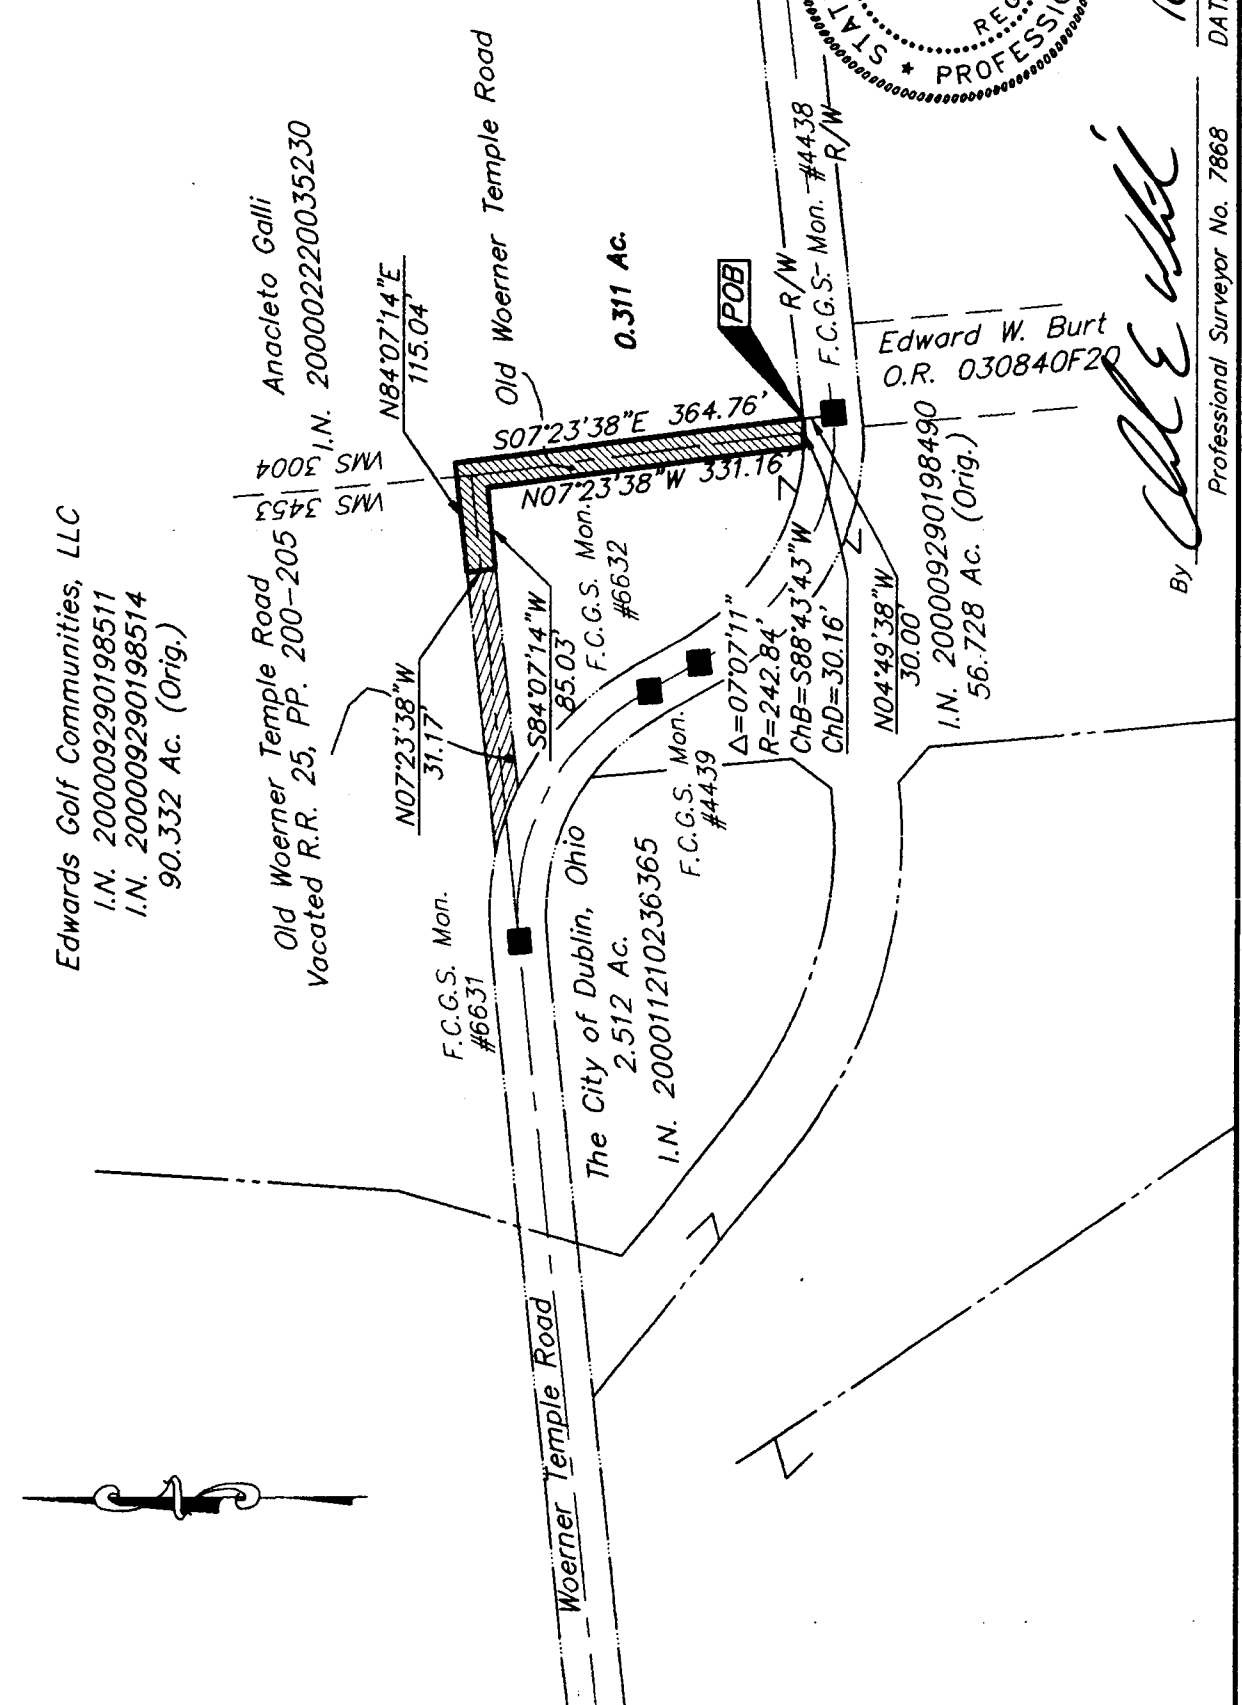 Edwards Golf Communities, LLC
I.N. 200009290198511
I.N. 200009290198514
90.332 Ac. (Orig.)
Old Woerner Temple Road
Vacated R.R. 25, PP. 200-205
Anacleto Galli
I.N. 200002220035230
VMS 3004
VMS 3453
N84°07'14"E
115.04'
Old Woerner Temple Road
0.311 Ac.
S07°23'38"E 364.76'
N07°23'38"W 331.16'
POB
R/W
F.C.G.S. Mon. #4438
R/W
Edward W. Burt
O.R. 030840F20
N07°23'38"W
31.17'
S84°07'14"W
85.03'
F.C.G.S. Mon.
#6632
F.C.G.S. Mon.
#6631
F.C.G.S. Mon.
#4439
Δ=07°07'11"
R=242.84'
ChB=S88°43'43"W
ChD=30.16'
N04°49'38"W
30.00'
I.N. 200009290198490
56.728 Ac. (Orig.)
The City of Dublin, Ohio
2.512 Ac.
I.N. 200011210236365
Woerner Temple Road
STAT
REG
★ PROFESSIO
By
Professional Surveyor No. 7868
DAT